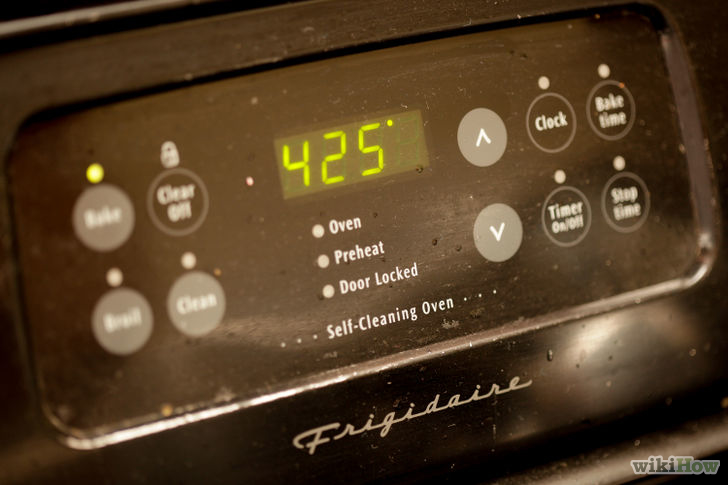 425°
Clock
Bake
time
Clear
Off
Bake
Oven
Preheat
Door Locked
Timer
On/Off
Stop
time
Broil
Clean
Self-Cleaning Oven
Frigidaire
wikiHow